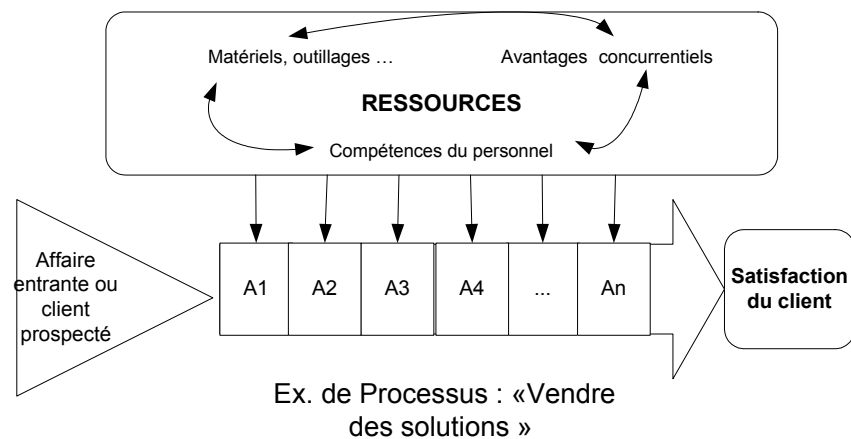 Matériels, outillages …
Avantages concurrentiels
RESSOURCES
Compétences du personnel
Affaire
entrante ou
client
prospecté
A1
A2
A3
A4
...
An
Satisfaction
du client
Ex. de Processus : «Vendre
des solutions »